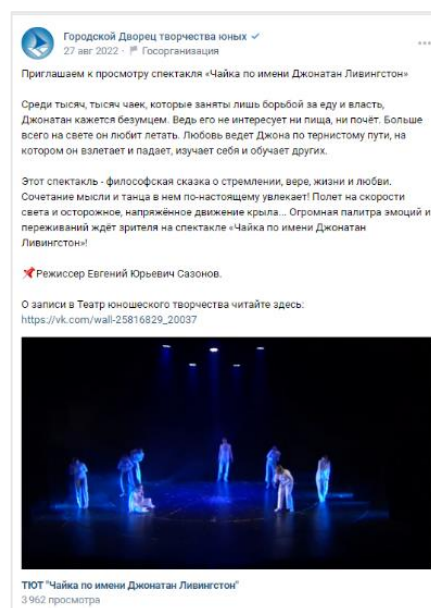 Городской Дворец творчества юных
27 авг 2022 · Госорганизация
Приглашаем к просмотру спектакля «Чайка по имени Джонатан Ливингстон»
Среди тысяч, тысяч чаек, которые заняты лишь борьбой за еду и власть,
Джонатан кажется безумцем. Ведь его не интересует ни пища, ни почёт. Больше
всего на свете он любит летать. Любовь ведет Джона по тернистому пути, на
котором он взлетает и падает, изучает себя и обучает других.
Этот спектакль - философская сказка о стремлении, вере, жизни и любви.
Сочетание мысли и танца в нем по-настоящему увлекает! Полет на скорости
света и осторожное, напряжённое движение крыла... Огромная палитра эмоций и
переживаний ждёт зрителя на спектакле «Чайка по имени Джонатан
Ливингстон»!
📌Режиссер Евгений Юрьевич Сазонов.
О записи в Театр юношеского творчества читайте здесь:
https://vk.com/wall-25816829_20037
ТЮТ "Чайка по имени Джонатан Ливингстон"
3 962 просмотра